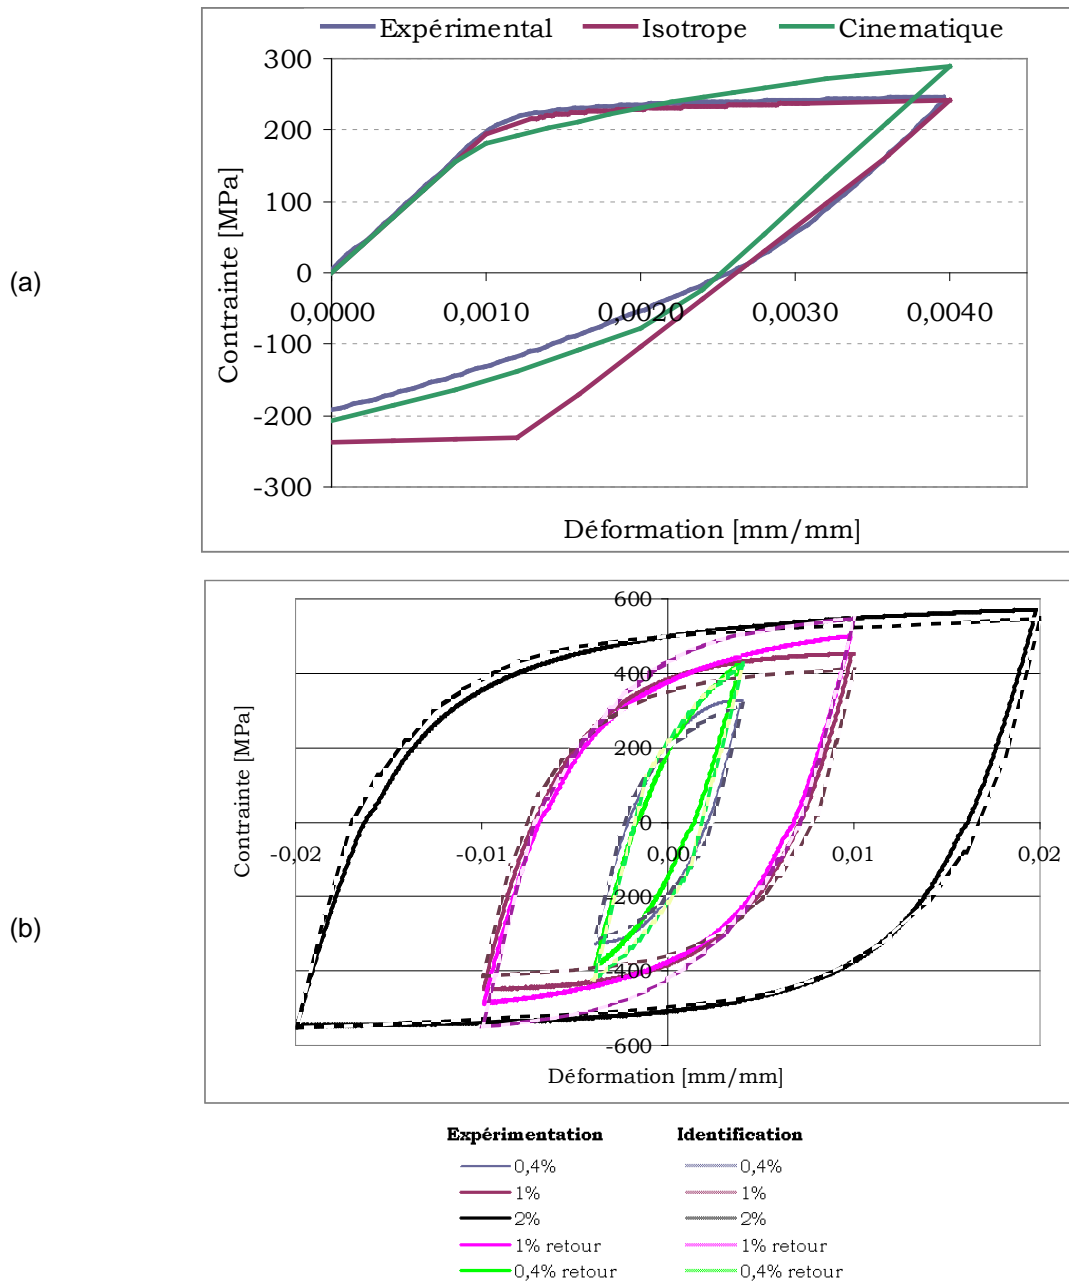 Expérimental Isotrope Cinematique
300
200
100
0
-100
-200
-300
Contrainte [MPa]
0,0000 0,0010 0,0020 0,0030 0,0040
Déformation [mm/mm]
(a)
600
400
200
0
-200
-400
-600
Contrainte [MPa]
-0,02 -0,01 0,00 0,01 0,02
Déformation [mm/mm]
(b)
Expérimentation Identification
0,4% 0,4%
1% 1%
2% 2%
1% retour 1% retour
0,4% retour 0,4% retour